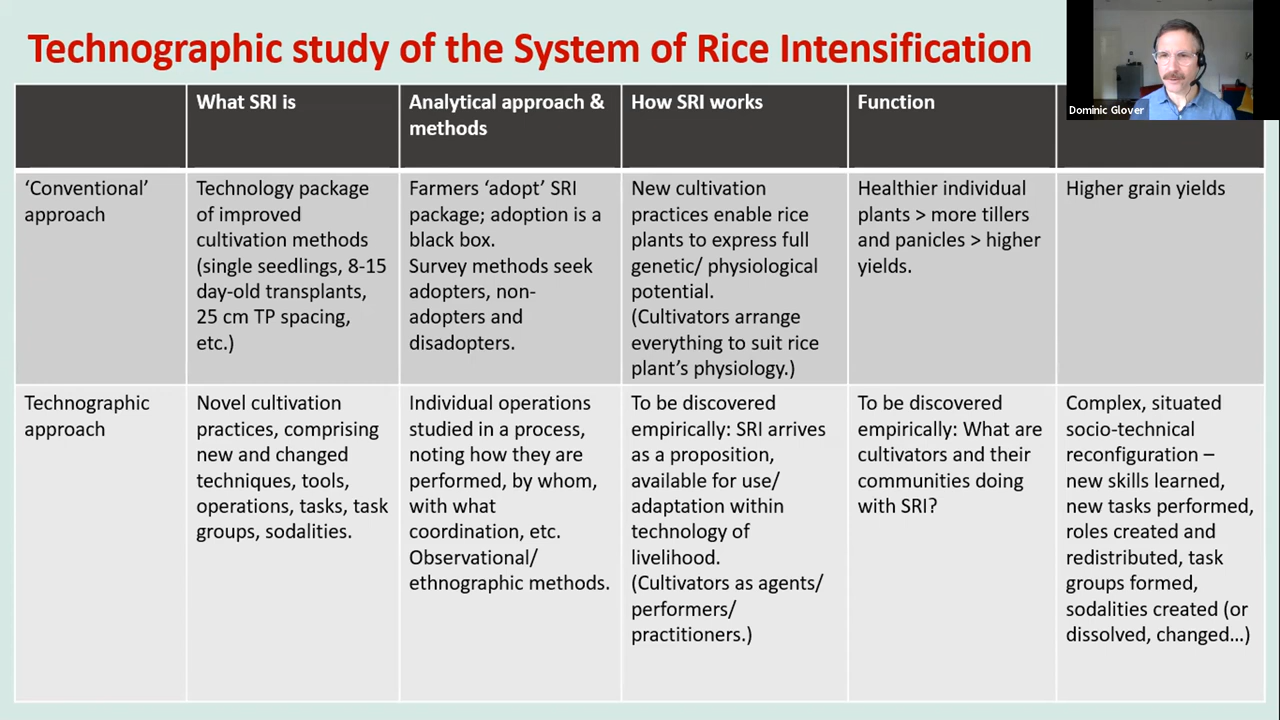 Technographic study of the System of Rice Intensification
Dominic Glover
What SRI is
Analytical approach &
methods
How SRI works
Function
‘Conventional’
approach
Technology package
of improved
cultivation methods
(single seedlings, 8-15
day-old transplants,
25 cm TP spacing,
etc.)
Farmers ‘adopt’ SRI
package; adoption is a
black box.
Survey methods seek
adopters, non-
adopters and
disadopters.
New cultivation
practices enable rice
plants to express full
genetic/ physiological
potential.
(Cultivators arrange
everything to suit rice
plant’s physiology.)
Healthier individual
plants > more tillers
and panicles > higher
yields.
Higher grain yields
Technographic
approach
Novel cultivation
practices, comprising
new and changed
techniques, tools,
operations, tasks, task
groups, sodalities.
Individual operations
studied in a process,
noting how they are
performed, by whom,
with what
coordination, etc.
Observational/
ethnographic methods.
To be discovered
empirically: SRI arrives
as a proposition,
available for use/
adaptation within
technology of
livelihood.
(Cultivators as agents/
performers/
practitioners.)
To be discovered
empirically: What are
cultivators and their
communities doing
with SRI?
Complex, situated
socio-technical
reconfiguration –
new skills learned,
new tasks performed,
roles created and
redistributed, task
groups formed,
sodalities created (or
dissolved, changed…)